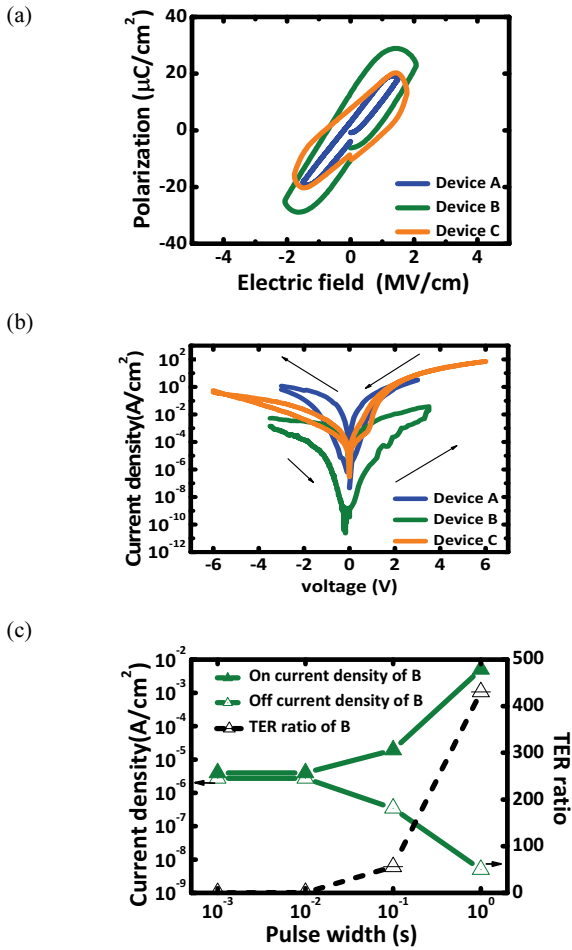 (a)
Polarization (μC/cm²)
40
20
0
-20
-40
Device A
Device B
Device C
-4 -2 0 2 4
Electric field (MV/cm)
(b)
Current density(A/cm²)
10²
10⁰
10⁻²
10⁻⁴
10⁻⁶
10⁻⁸
10⁻¹⁰
10⁻¹²
Device A
Device B
Device C
-6 -4 -2 0 2 4 6
voltage (V)
(c)
Current density(A/cm²)
10⁻²
10⁻³
10⁻⁴
10⁻⁵
10⁻⁶
10⁻⁷
10⁻⁸
10⁻⁹
On current density of B
Off current density of B
TER ratio of B
500
400
300
200
100
0
TER ratio
10⁻³ 10⁻² 10⁻¹ 10⁰
Pulse width (s)